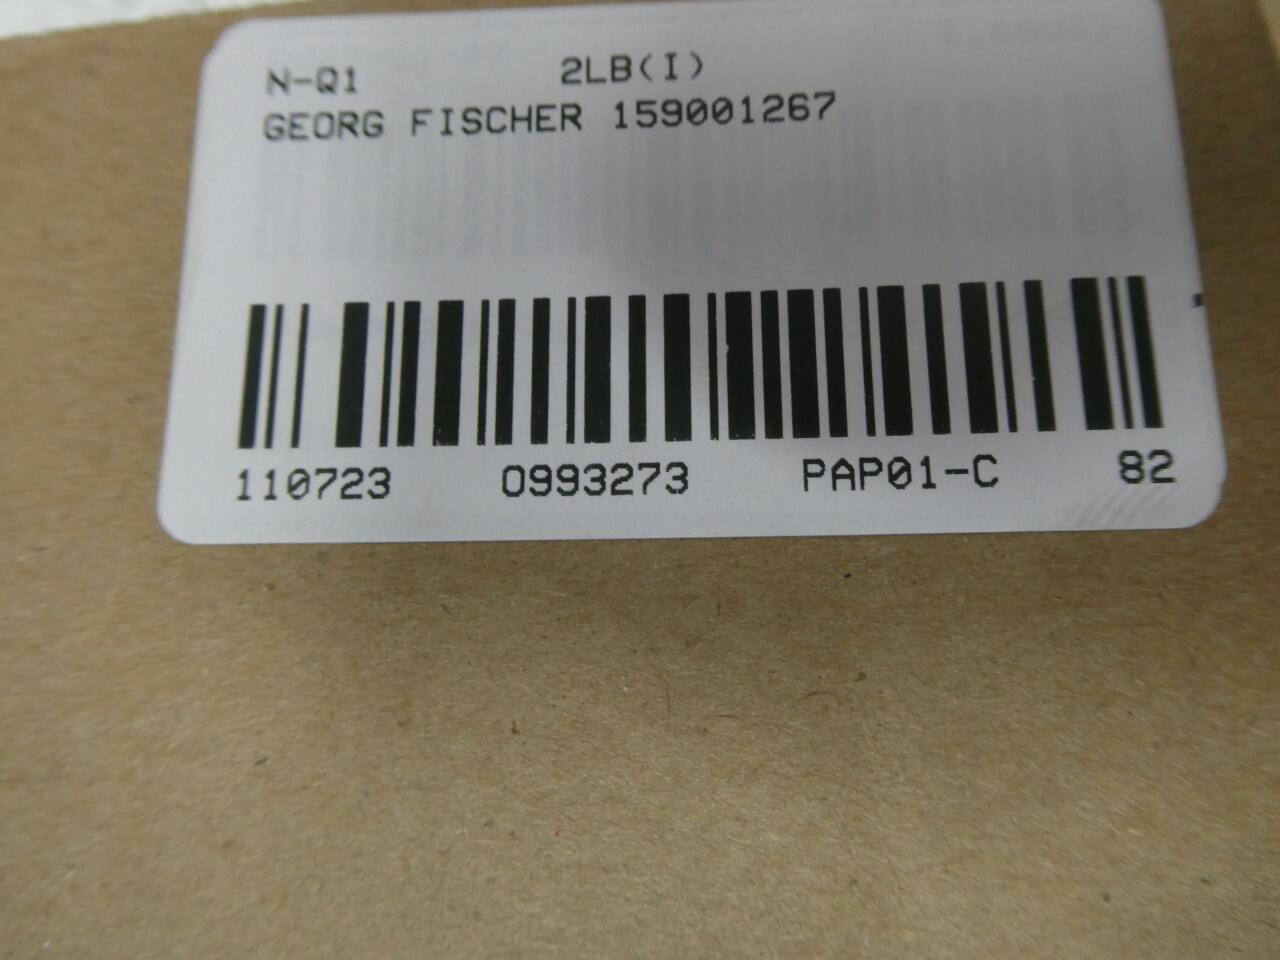 N-Q1 2LB(I)
GEORG FISCHER 159001267
110723 0993273 PAP01-C 82